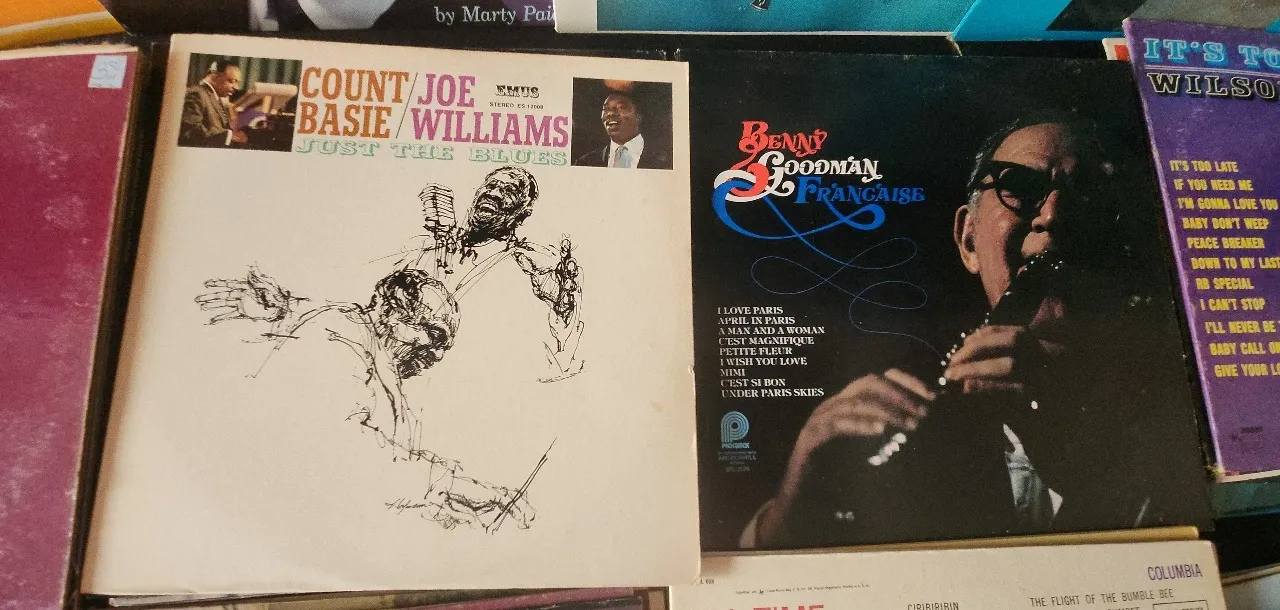 by Marty Pai
COUNT BASIE/JOE WILLIAMS
JUST THE BLUES
EMUS
STEREO ES 12008
BENNY
GOODMAN
FRANCAISE
I LOVE PARIS
APRIL IN PARIS
A MAN AND A WOMAN
C'EST MAGNIFIQUE
PETITE FLEUR
I WISH YOU LOVE
MIMI
C'EST SI BON
UNDER PARIS SKIES
PICKWICK
IT'S TO
WILSO
IT'S TOO LATE
IF YOU NEED ME
I'M GONNA LOVE YOU
BABY DON'T WEEP
PEACE BREAKER
DOWN TO MY LAST
RB SPECIAL
I CAN'T STOP
I'LL NEVER BE
BABY CALL ON
GIVE YOUR LO
COLUMBIA
TIME
CIRIBIRIBIN
THE FLIGHT OF THE BUMBLE BEE